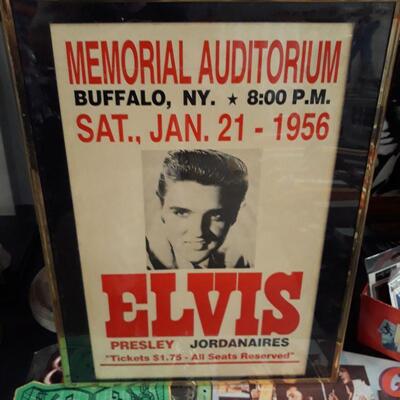 MEMORIAL AUDITORIUM
BUFFALO, NY. ★ 8:00 P.M.
SAT., JAN. 21 - 1956
ELVIS
PRESLEY JORDANAIRES
"Tickets $1.75 - All Seats Reserved"